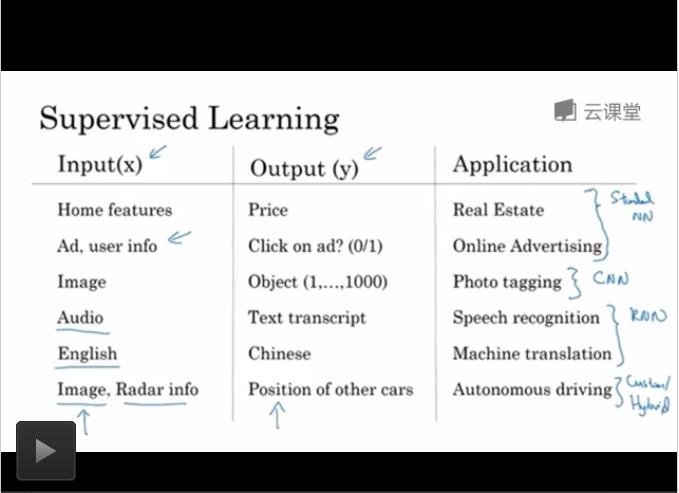 云课堂
Supervised Learning
Input(x) Output (y) Application
Home features Price Real Estate Standard NN
Ad, user info Click on ad? (0/1) Online Advertising
Image Object (1,...,1000) Photo tagging CNN
Audio Text transcript Speech recognition RNN
English Chinese Machine translation
Image, Radar info Position of other cars Autonomous driving Custom/
Hybrid